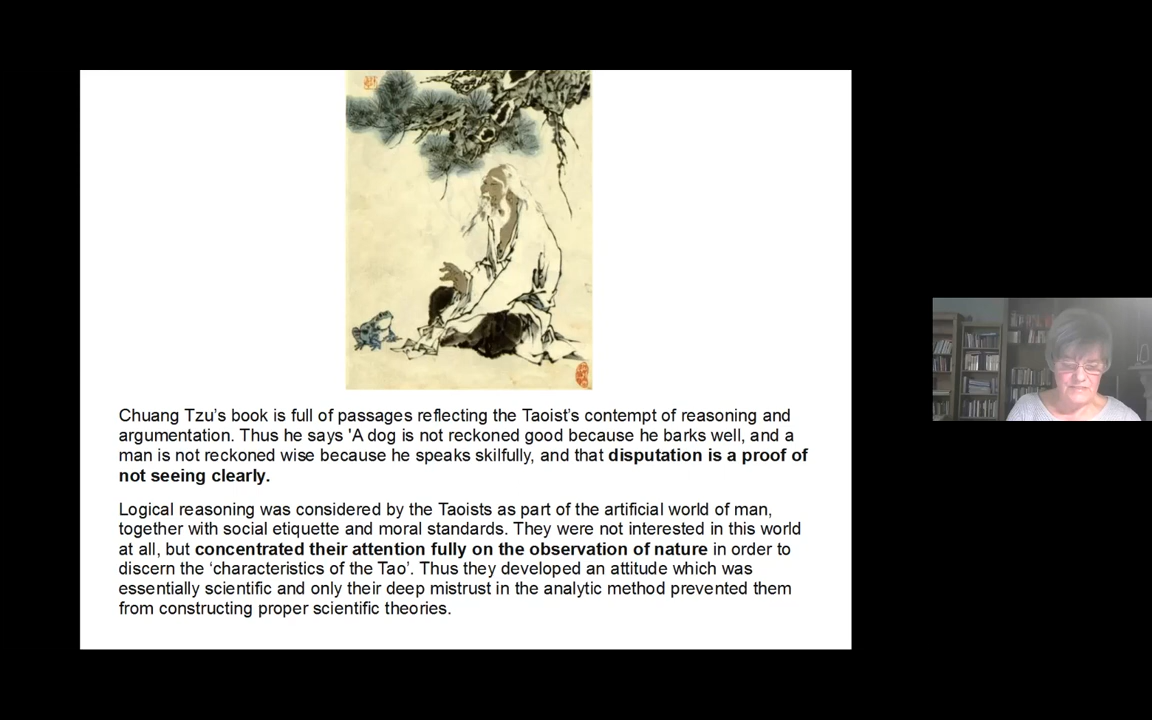 Chuang Tzu’s book is full of passages reflecting the Taoist’s contempt of reasoning and
argumentation. Thus he says 'A dog is not reckoned good because he barks well, and a
man is not reckoned wise because he speaks skilfully, and that disputation is a proof of
not seeing clearly.
Logical reasoning was considered by the Taoists as part of the artificial world of man,
together with social etiquette and moral standards. They were not interested in this world
at all, but concentrated their attention fully on the observation of nature in order to
discern the ‘characteristics of the Tao’. Thus they developed an attitude which was
essentially scientific and only their deep mistrust in the analytic method prevented them
from constructing proper scientific theories.